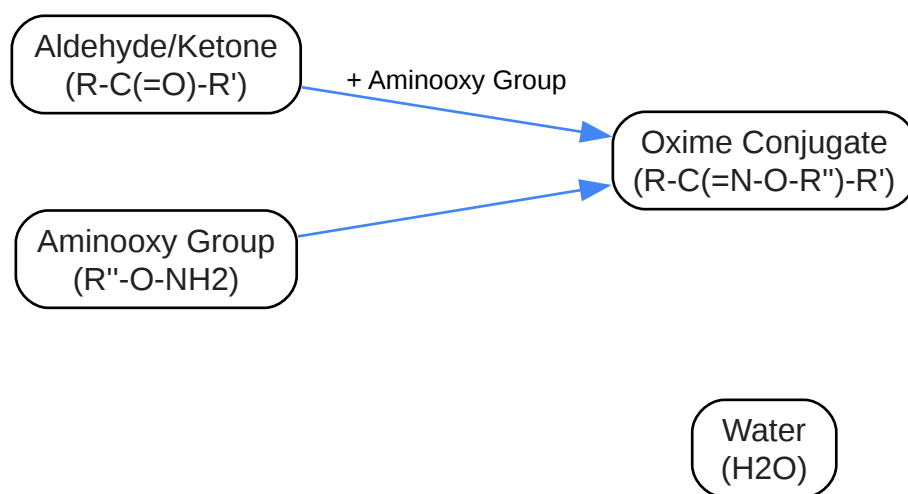 Aldehyde/Ketone
(R-C(=O)-R')
+ Aminooxy Group
Oxime Conjugate
(R-C(=N-O-R'')-R')
Aminooxy Group
(R''-O-NH2)
Water
(H2O)